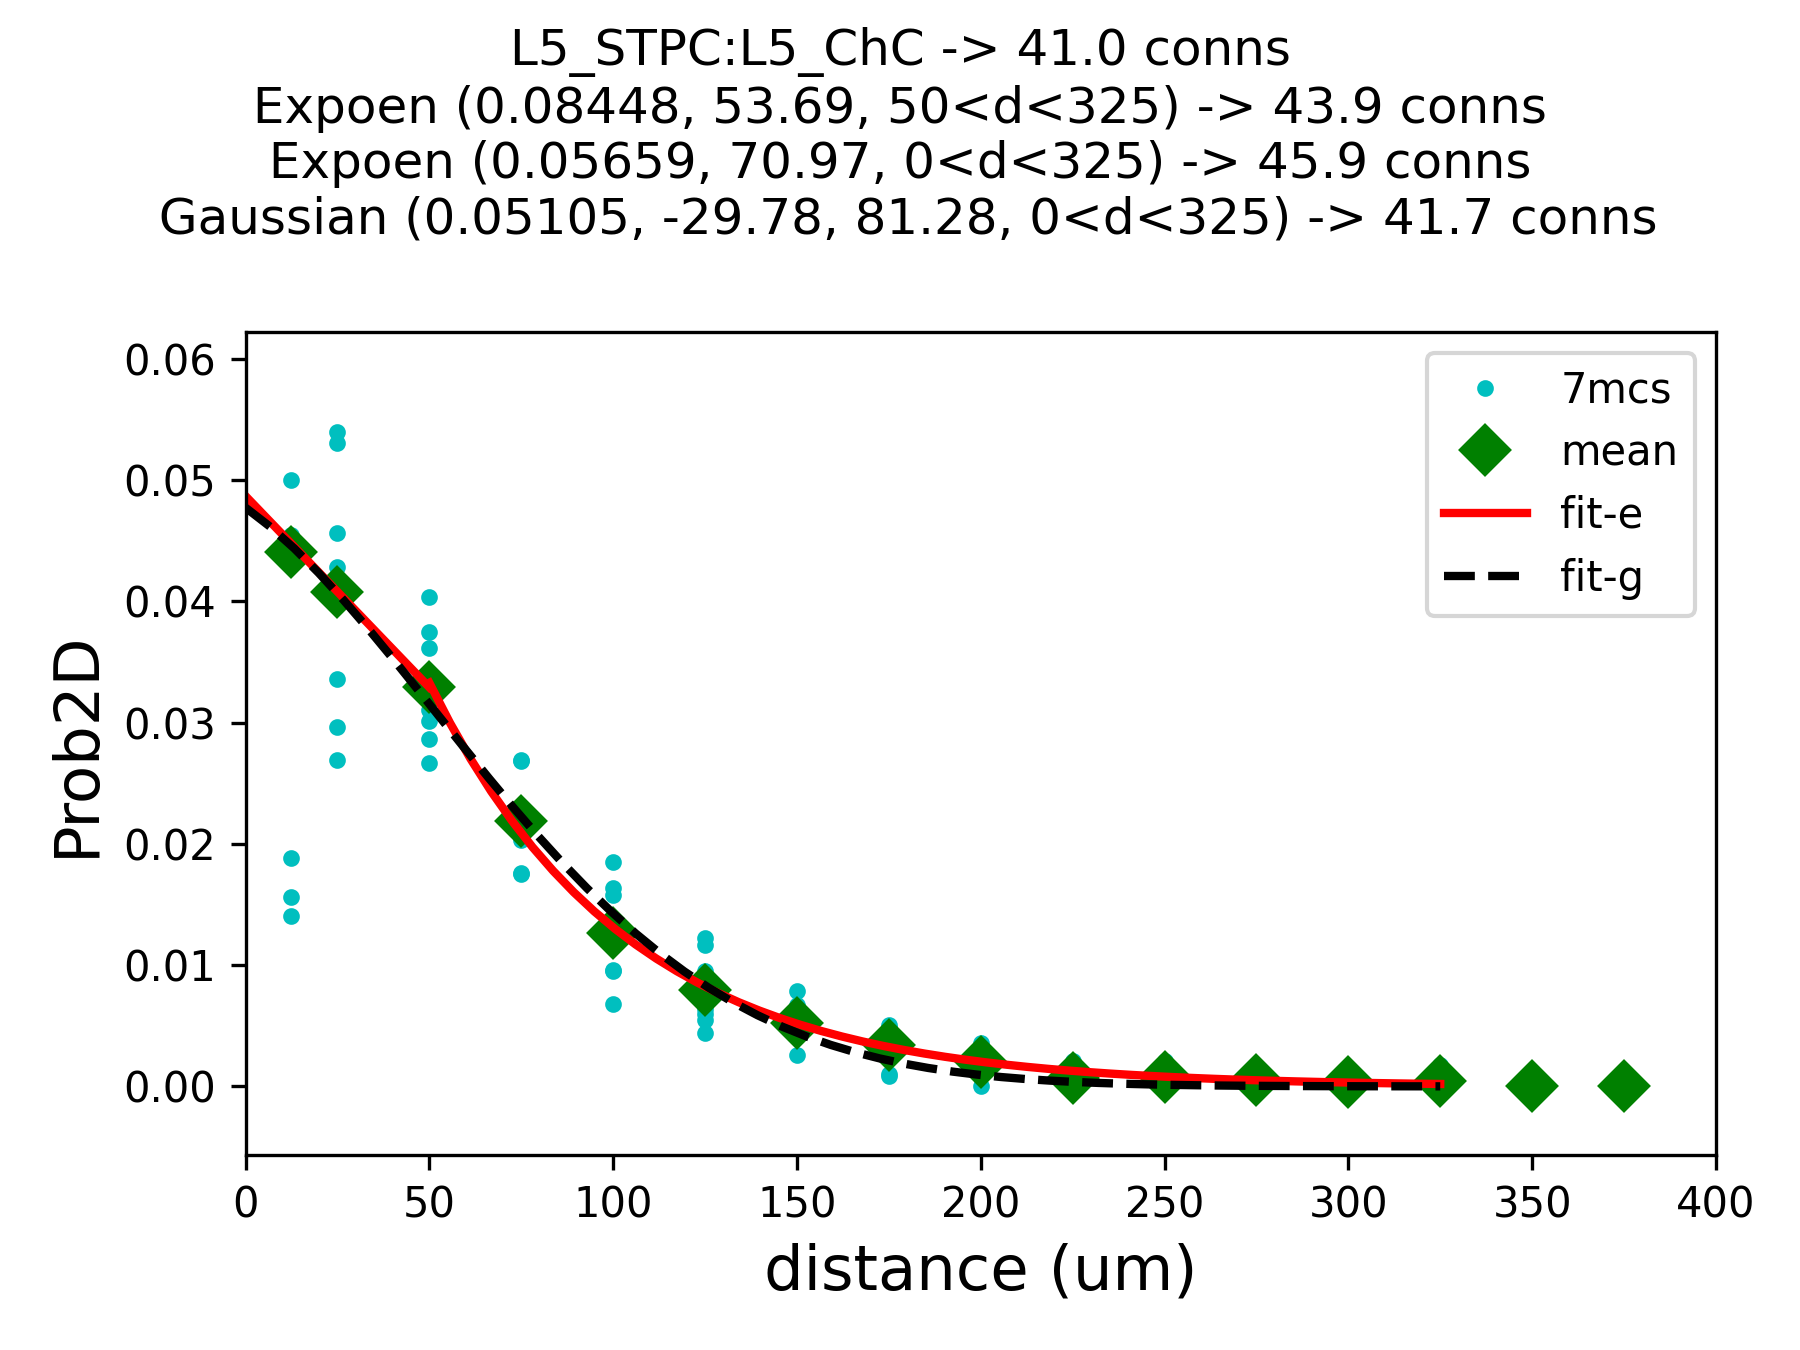 L5_STPC:L5_ChC -> 41.0 conns
Expoen (0.08448, 53.69, 50<d<325) -> 43.9 conns
Expoen (0.05659, 70.97, 0<d<325) -> 45.9 conns
Gaussian (0.05105, -29.78, 81.28, 0<d<325) -> 41.7 conns
7mcs
mean
fit-e
fit-g
Prob2D
0.06
0.05
0.04
0.03
0.02
0.01
0.00
0 50 100 150 200 250 300 350 400
distance (um)